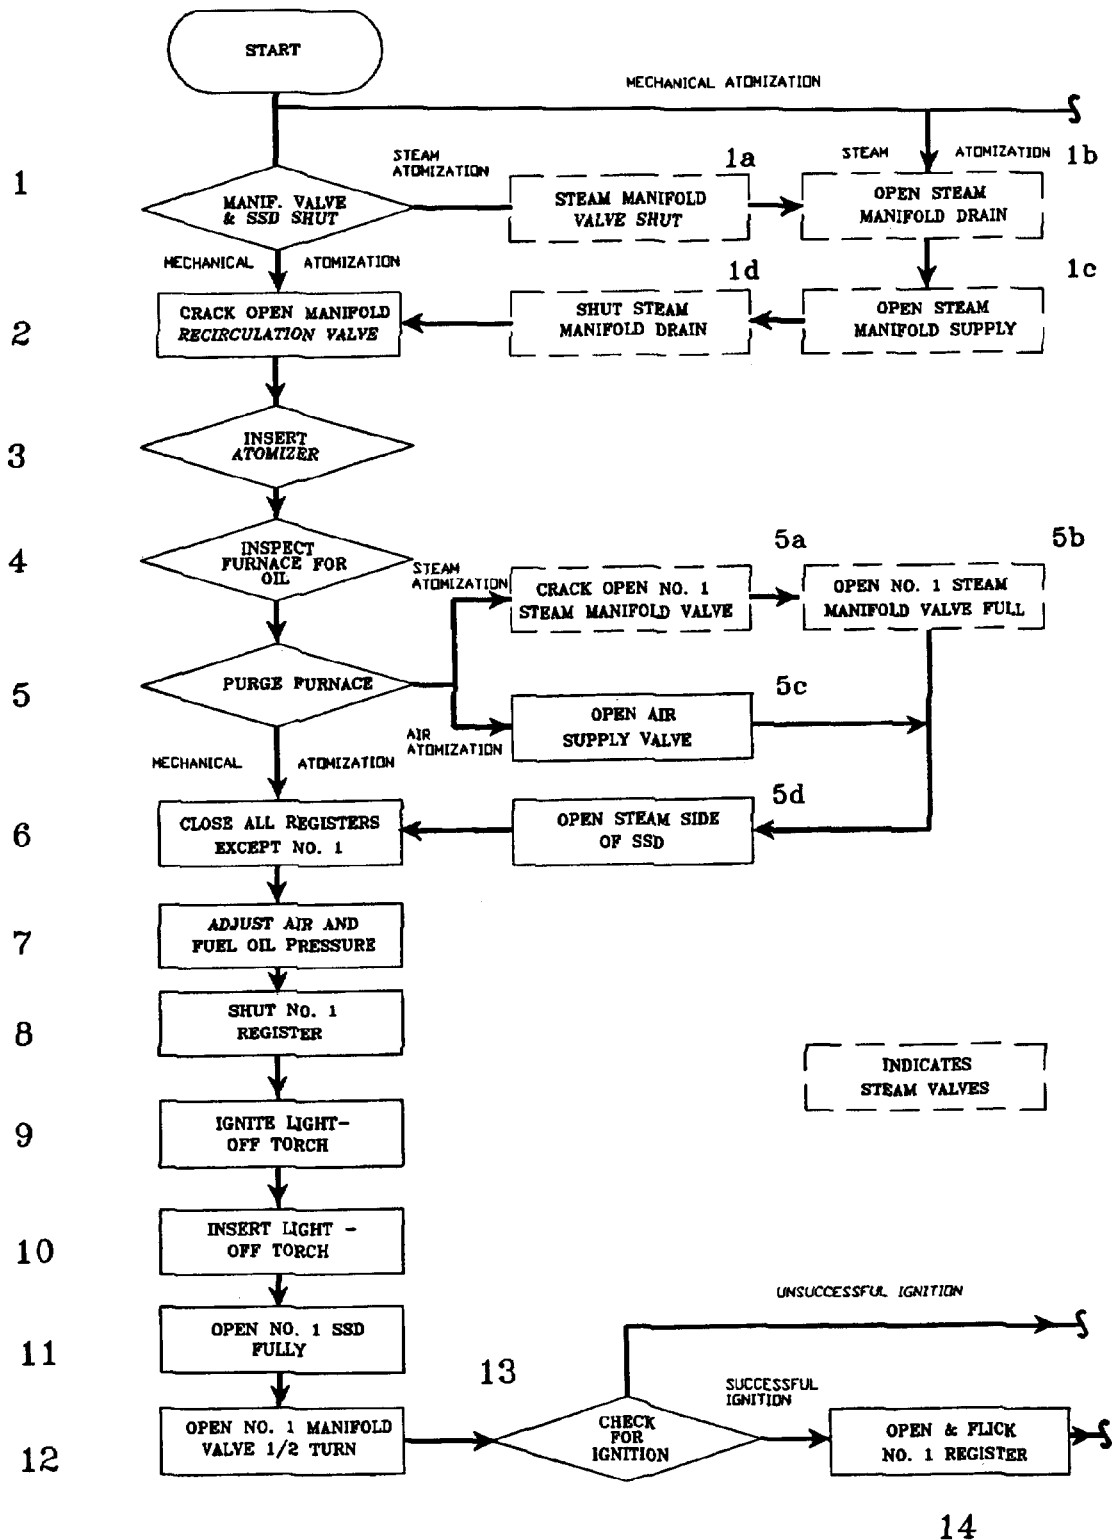 START
MECHANICAL ATOMIZATION
1
MANIF. VALVE
& SSD SHUT
STEAM
ATOMIZATION
1a
STEAM MANIFOLD
VALVE SHUT
STEAM ATOMIZATION
1b
OPEN STEAM
MANIFOLD DRAIN
MECHANICAL ATOMIZATION
2
CRACK OPEN MANIFOLD
RECIRCULATION VALVE
1d
SHUT STEAM
MANIFOLD DRAIN
1c
OPEN STEAM
MANIFOLD SUPPLY
3
INSERT
ATOMIZER
4
INSPECT
FURNACE FOR
OIL
STEAM
ATOMIZATION
5a
CRACK OPEN NO. 1
STEAM MANIFOLD VALVE
5b
OPEN NO. 1 STEAM
MANIFOLD VALVE FULL
5
PURGE FURNACE
AIR
ATOMIZATION
5c
OPEN AIR
SUPPLY VALVE
MECHANICAL ATOMIZATION
6
CLOSE ALL REGISTERS
EXCEPT NO. 1
5d
OPEN STEAM SIDE
OF SSD
7
ADJUST AIR AND
FUEL OIL PRESSURE
8
SHUT NO. 1
REGISTER
INDICATES
STEAM VALVES
9
IGNITE LIGHT-
OFF TORCH
10
INSERT LIGHT -
OFF TORCH
11
OPEN NO. 1 SSD
FULLY
UNSUCCESSFUL IGNITION
12
OPEN NO. 1 MANIFOLD
VALVE 1/2 TURN
13
CHECK
FOR
IGNITION
SUCCESSFUL
IGNITION
OPEN & FLICK
NO. 1 REGISTER
14